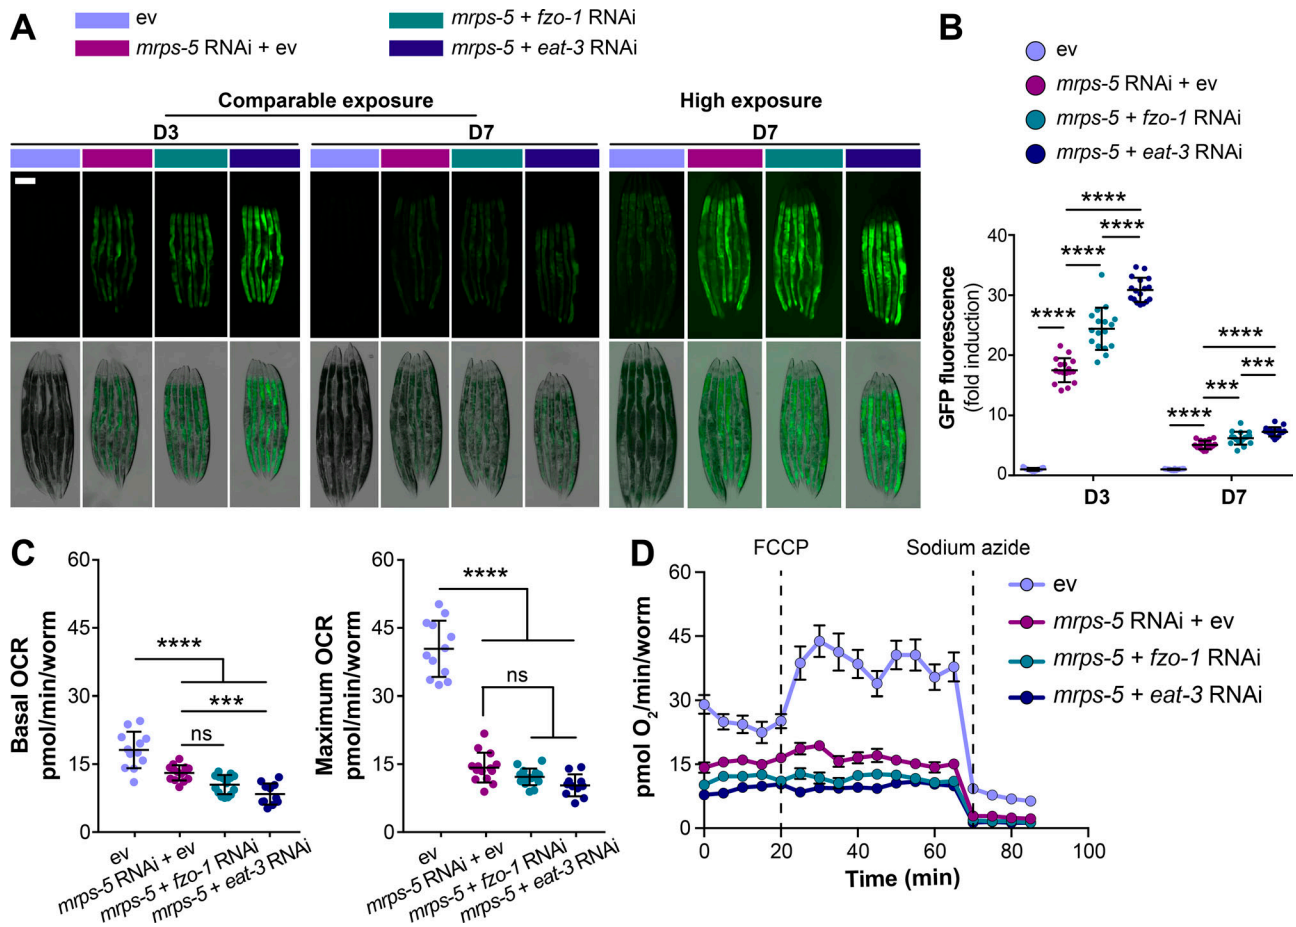 A
ev
mrps-5 RNAi + ev
mrps-5 + fzo-1 RNAi
mrps-5 + eat-3 RNAi
Comparable exposure
High exposure
D3
D7
D7
B
ev
mrps-5 RNAi + ev
mrps-5 + fzo-1 RNAi
mrps-5 + eat-3 RNAi
GFP fluorescence
(fold induction)
40
30
20
10
0
****
****
****
****
****
***
***
****
D3
D7
C
Basal OCR
pmol/min/worm
60
45
30
15
0
****
***
ns
ev
mrps-5 RNAi + ev
mrps-5 + fzo-1 RNAi
mrps-5 + eat-3 RNAi
Maximum OCR
pmol/min/worm
60
45
30
15
0
****
ns
ev
mrps-5 RNAi + ev
mrps-5 + fzo-1 RNAi
mrps-5 + eat-3 RNAi
D
FCCP
Sodium azide
pmol O₂/min/worm
60
45
30
15
0
0
20
40
60
80
100
Time (min)
ev
mrps-5 RNAi + ev
mrps-5 + fzo-1 RNAi
mrps-5 + eat-3 RNAi